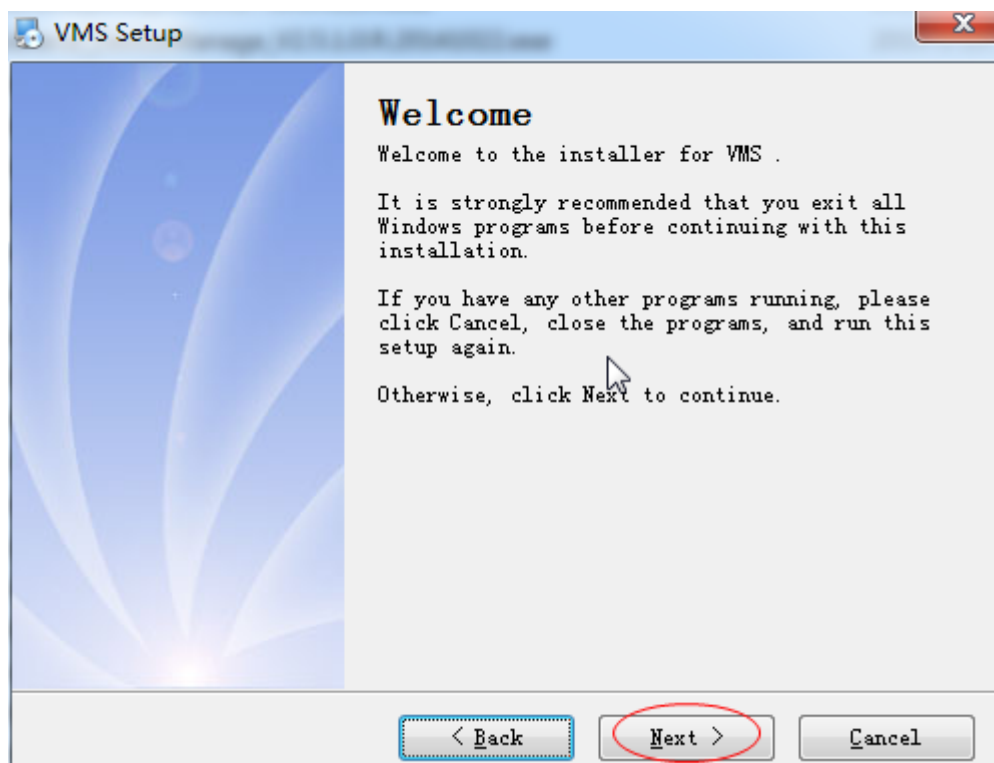 VMS Setup
Welcome
Welcome to the installer for VMS .
It is strongly recommended that you exit all
Windows programs before continuing with this
installation.
If you have any other programs running, please
click Cancel, close the programs, and run this
setup again.
Otherwise, click Next to continue.
< Back
Next >
Cancel